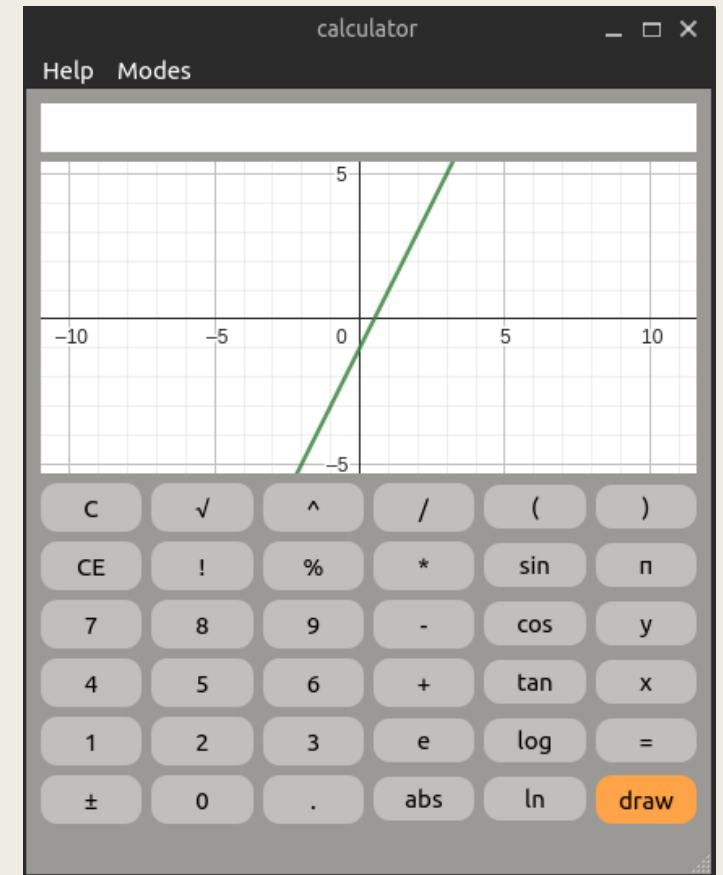 calculator
Help Modes
5
–10 –5 0 5 10
–5
C √ ^ / ( )
CE ! % * sin п
7 8 9 - cos y
4 5 6 + tan x
1 2 3 e log =
± 0 . abs ln draw